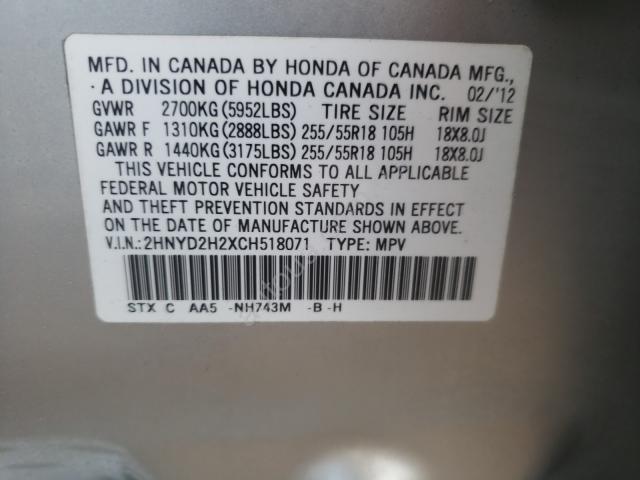 MFD. IN CANADA BY HONDA OF CANADA MFG.,
A DIVISION OF HONDA CANADA INC. 02/'12
GVWR 2700KG(5952LBS) TIRE SIZE RIM SIZE
GAWR F 1310KG(2888LBS) 255/55R18 105H 18X8.0J
GAWR R 1440KG(3175LBS) 255/55R18 105H 18X8.0J
THIS VEHICLE CONFORMS TO ALL APPLICABLE
FEDERAL MOTOR VEHICLE SAFETY
AND THEFT PREVENTION STANDARDS IN EFFECT
ON THE DATE OF MANUFACTURE SHOWN ABOVE.
V.I.N.:2HNYD2H2XCH518071 TYPE: MPV
STX C AA5 -NH743M -B -H